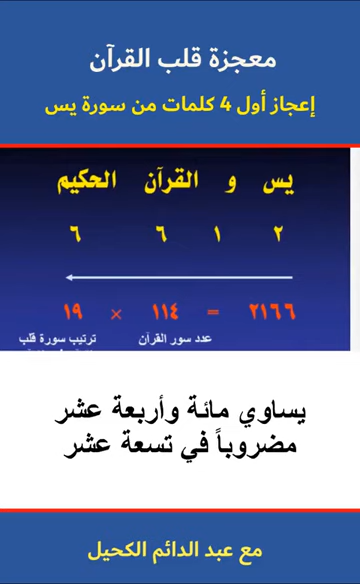 معجزة قلب القرآن
إعجاز أول 4 كلمات من سورة يس
يس و القرآن الحكيم
٢ ١ ٦ ٦
٢١٦٦ = ١١٤ × ١٩
عدد سور القرآن ترتيب سورة قلب
يساوي مائة وأربعة عشر
مضروباً في تسعة عشر
مع عبد الدائم الكحيل